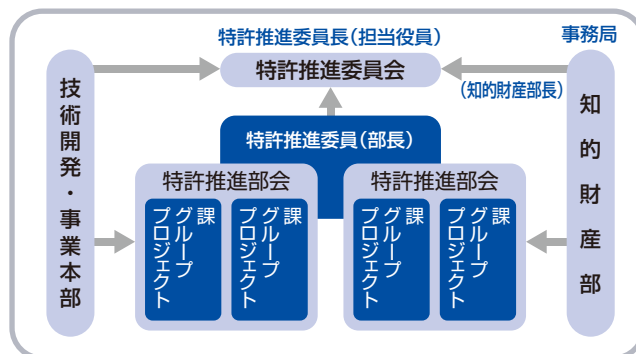 特許推進委員長(担当役員)
事務局
特許推進委員会
(知的財産部長)
技術開発・事業本部
知的財産部
特許推進委員(部長)
特許推進部会
課
グループ
プロジェクト
課
グループ
プロジェクト
特許推進部会
課
グループ
プロジェクト
課
グループ
プロジェクト